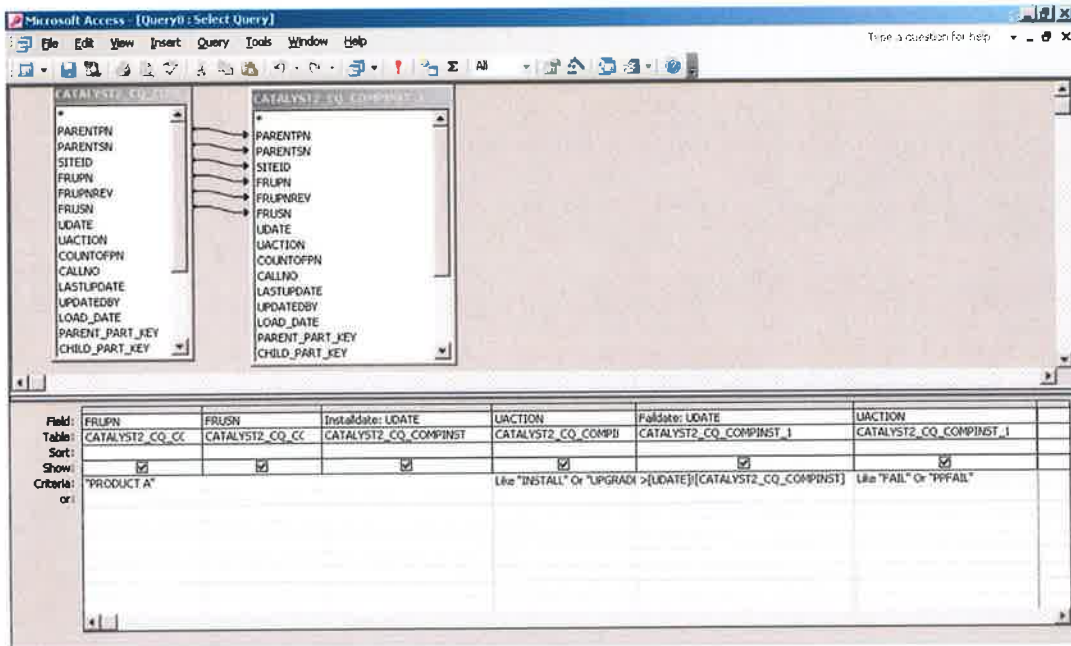 Microsoft Access - [Query0 : Select Query]
File Edit View Insert Query Tools Window Help
Type a question for help
Σ All
CATALYST2_CQ_CO
CATALYST2_CQ_COMPINST_1
*
PARENTPN
PARENTSN
SITEID
FRUPN
FRUPNREV
FRUSN
UDATE
UACTION
COUNTOFPN
CALLNO
LASTUPDATE
UPDATEDBY
LOAD_DATE
PARENT_PART_KEY
CHILD_PART_KEY
*
PARENTPN
PARENTSN
SITEID
FRUPN
FRUPNREV
FRUSN
UDATE
UACTION
COUNTOFPN
CALLNO
LASTUPDATE
UPDATEDBY
LOAD_DATE
PARENT_PART_KEY
CHILD_PART_KEY
Field: FRUPN FRUSN Installdate: UDATE UACTION Faildate: UDATE UACTION
Table: CATALYST2_CQ_CC CATALYST2_CQ_CC CATALYST2_CQ_COMPINST CATALYST2_CQ_COMPII CATALYST2_CQ_COMPINST_1 CATALYST2_CQ_COMPINST_1
Sort:
Show:
Criteria: "PRODUCT A" Like "INSTALL" Or "UPGRADI >[UDATE]![CATALYST2_CQ_COMPINST] Like "FAIL" Or "PPFAIL"
or: